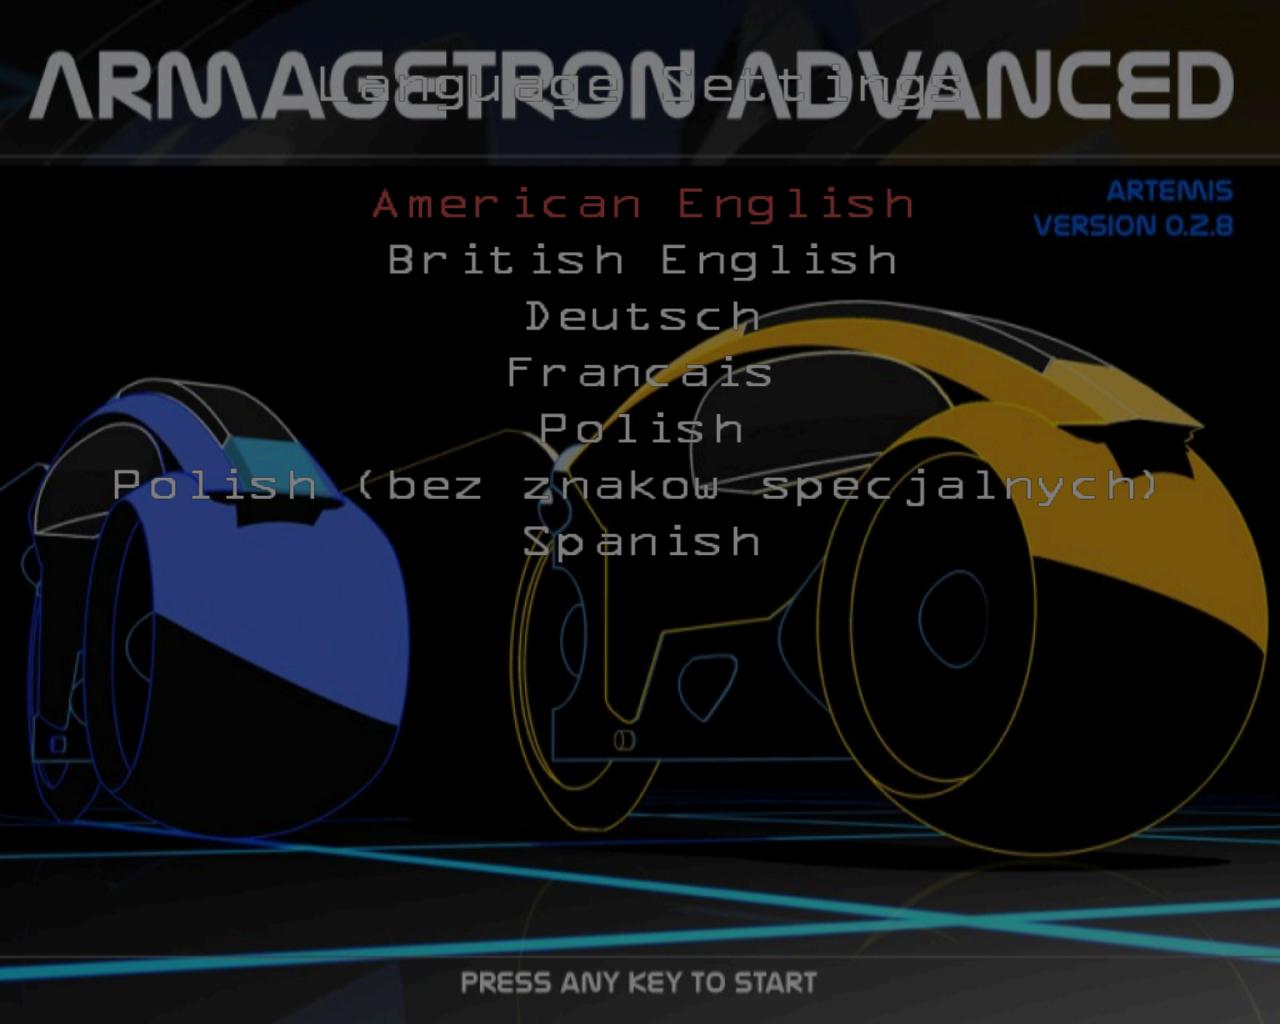 ARMAGETRON ADVANCED
Language Settings
American English
ARTEMIS
VERSION 0.2.8
British English
Deutsch
Francais
Polish
Polish (bez znakow specjalnych)
Spanish
PRESS ANY KEY TO START